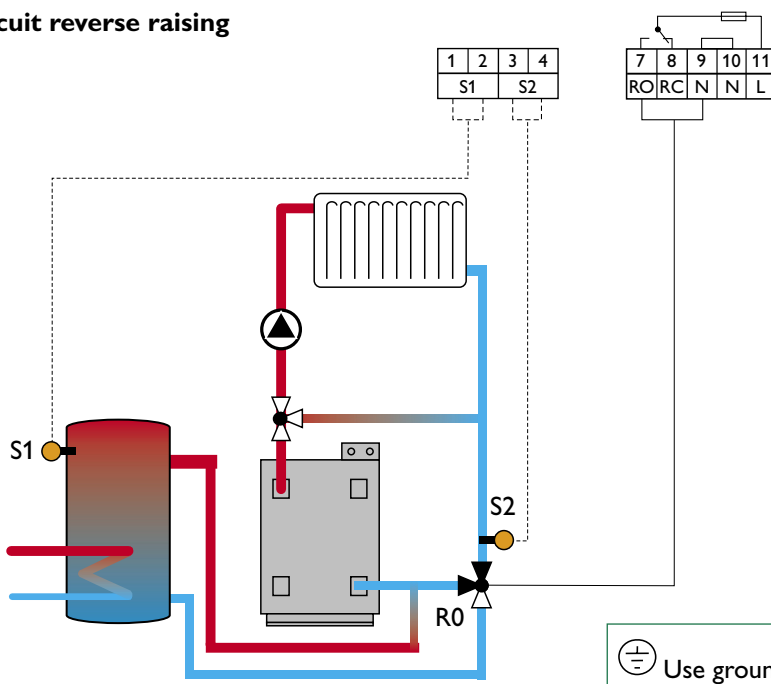 cuit reverse raising
1 2 3 4
S1 S2
7 8 9 10 11
RO RC N N L
S1
S2
R0
Use groun